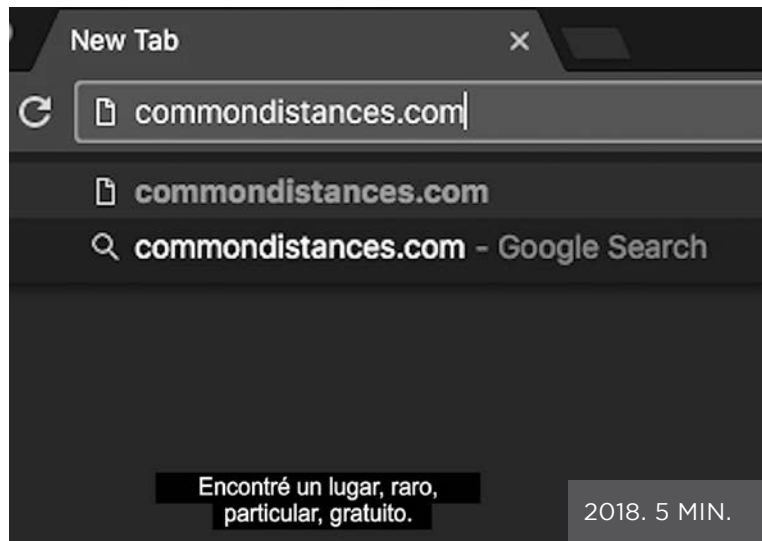 New Tab
commondistances.com
commondistances.com
commondistances.com - Google Search
Encontré un lugar, raro,
particular, gratuito.
2018. 5 MIN.